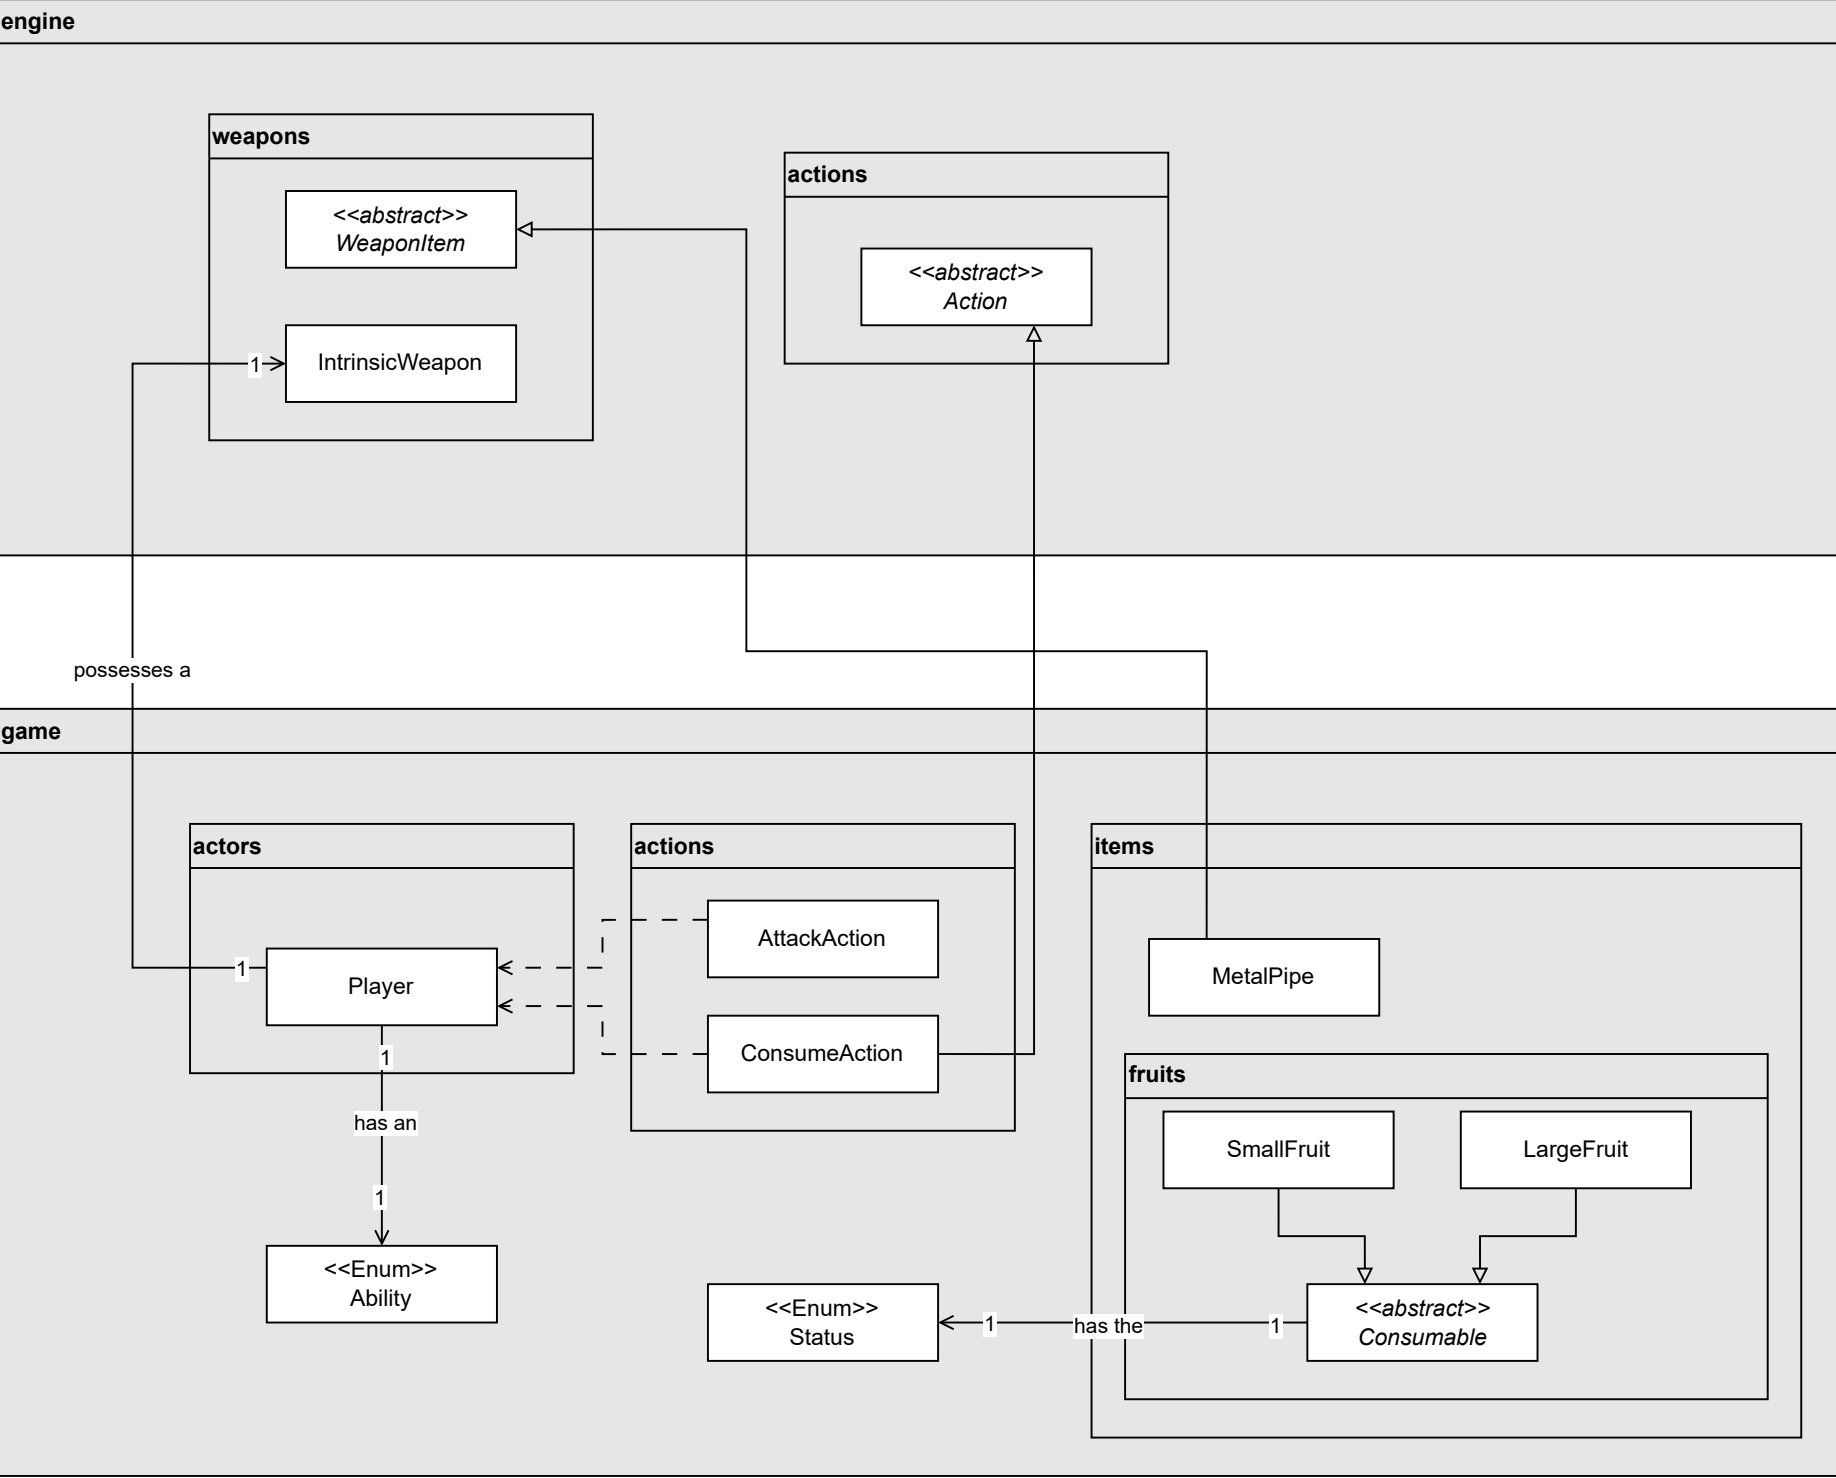 engine
weapons
<<abstract>>
WeaponItem
IntrinsicWeapon
1
actions
<<abstract>>
Action
possesses a
game
actors
Player
1
1
has an
1
<<Enum>>
Ability
actions
AttackAction
ConsumeAction
items
MetalPipe
fruits
SmallFruit
LargeFruit
<<Enum>>
Status
1
has the
1
<<abstract>>
Consumable